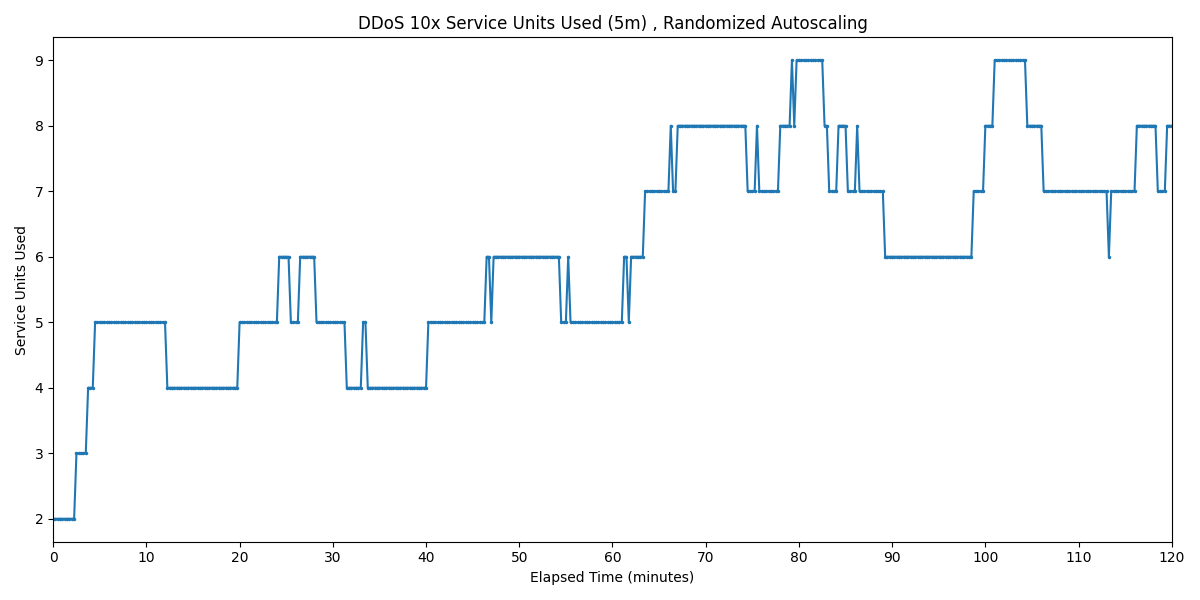 DDoS 10x Service Units Used (5m) , Randomized Autoscaling
Service Units Used
9
8
7
6
5
4
3
2
0 10 20 30 40 50 60 70 80 90 100 110 120
Elapsed Time (minutes)